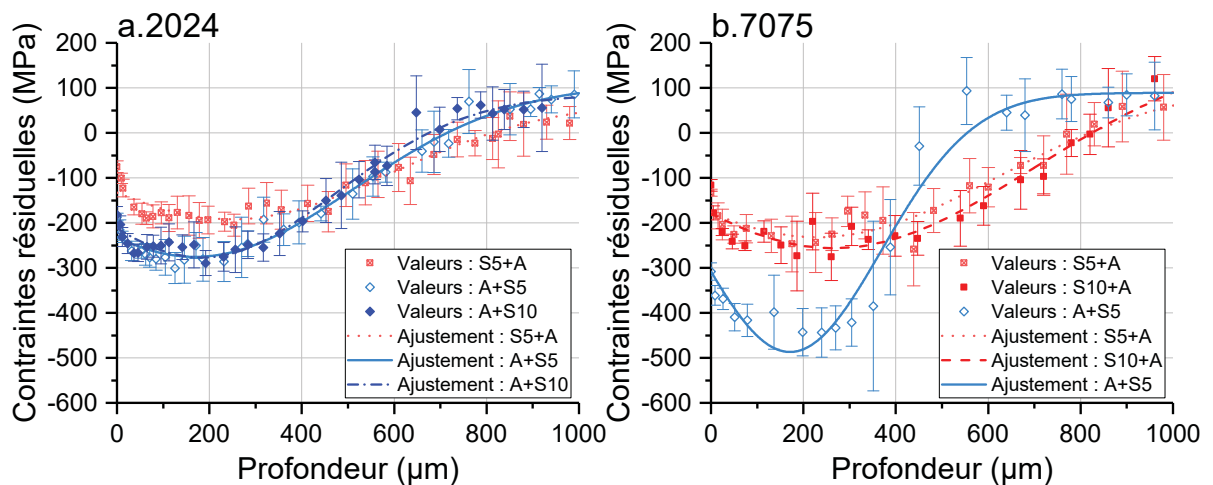 a.2024
Contraintes résiduelles (MPa)
200
100
0
-100
-200
-300
-400
-500
-600
Valeurs : S5+A
Valeurs : A+S5
Valeurs : A+S10
Ajustement : S5+A
Ajustement : A+S5
Ajustement : A+S10
0 200 400 600 800 1000
Profondeur (µm)
b.7075
Contraintes résiduelles (MPa)
200
100
0
-100
-200
-300
-400
-500
-600
Valeurs : S5+A
Valeurs : S10+A
Valeurs : A+S5
Ajustement : S5+A
Ajustement : S10+A
Ajustement : A+S5
0 200 400 600 800 1000
Profondeur (µm)